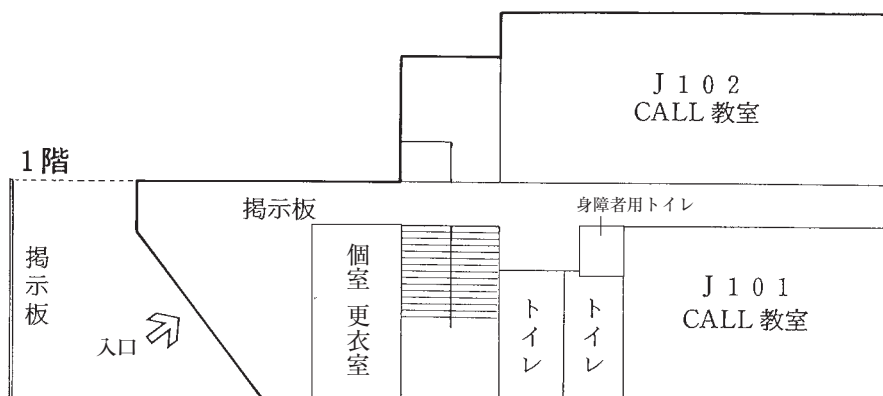 J102
CALL 教室
1階
掲示板
身障者用トイレ
掲示板
個室 更衣室
J101
CALL 教室
トイレ
トイレ
入口